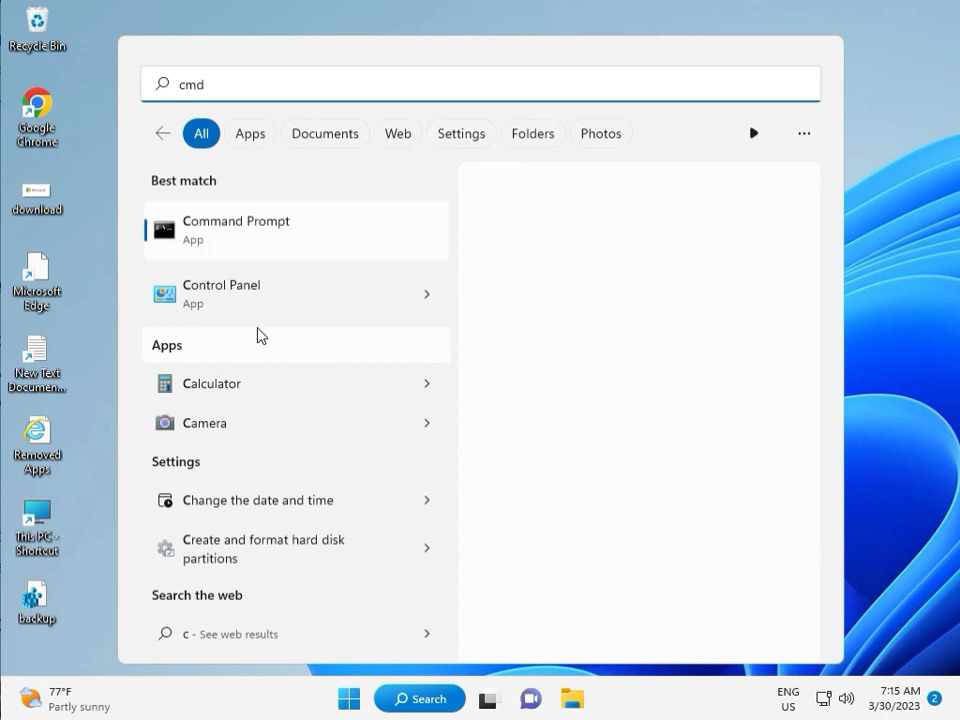 Recycle Bin
Google
Chrome
Microsoft
download
Microsoft
Edge
New Text
Documen...
Removed
Apps
This PC -
Shortcut
backup
cmd
All
Apps
Documents
Web
Settings
Folders
Photos
Best match
Command Prompt
App
Control Panel
App
Apps
Calculator
Camera
Settings
Change the date and time
Create and format hard disk
partitions
Search the web
c - See web results
77°F
Partly sunny
Search
ENG
US
7:15 AM
3/30/2023
2